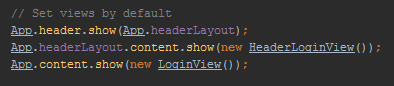 // Set views by default
App.header.show(App.headerLayout);
App.headerLayout.content.show(new HeaderLoginView());
App.content.show(new LoginView());